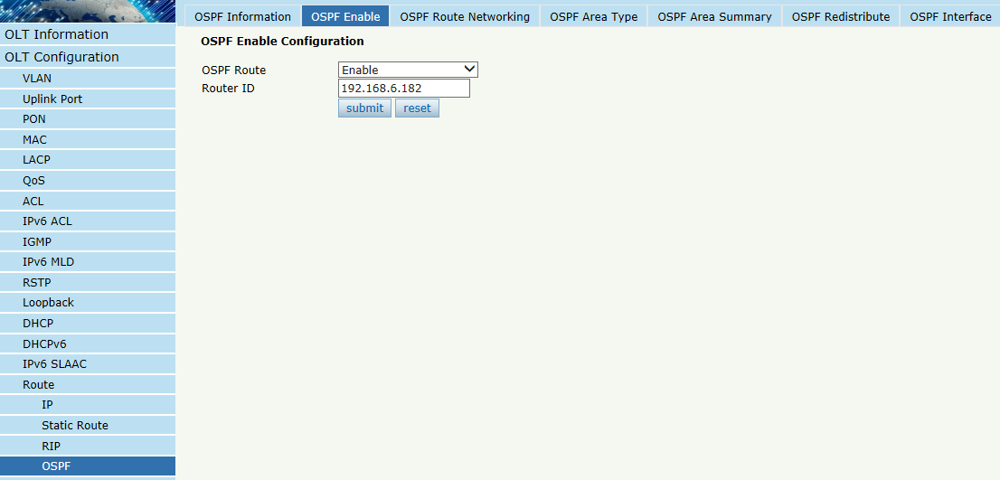 OSPF Information OSPF Enable OSPF Route Networking OSPF Area Type OSPF Area Summary OSPF Redistribute OSPF Interface
OLT Information
OLT Configuration
VLAN
Uplink Port
PON
MAC
LACP
QoS
ACL
IPv6 ACL
IGMP
IPv6 MLD
RSTP
Loopback
DHCP
DHCPv6
IPv6 SLAAC
Route
IP
Static Route
RIP
OSPF
OSPF Enable Configuration
OSPF Route Enable
Router ID 192.168.6.182
submit reset